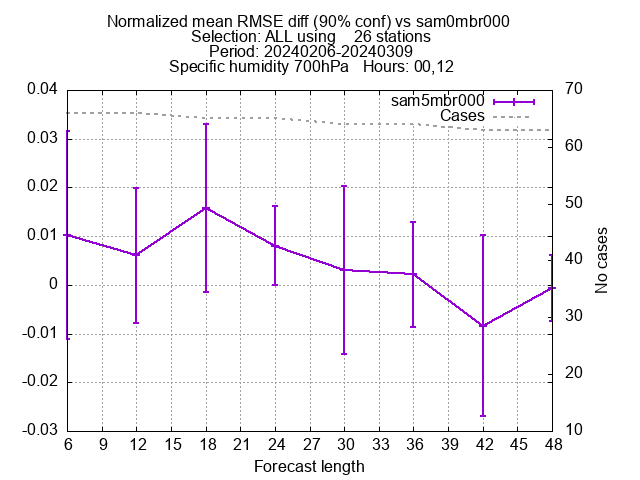 Normalized mean RMSE diff (90% conf) vs sam0mbr000
Selection: ALL using    26 stations
Period: 20240206-20240309
Specific humidity 700hPa   Hours: 00,12
sam5mbr000
Cases
0.04
0.03
0.02
0.01
0
-0.01
-0.02
-0.03
70
60
50
40
30
20
10
No cases
6 9 12 15 18 21 24 27 30 33 36 39 42 45 48
Forecast length